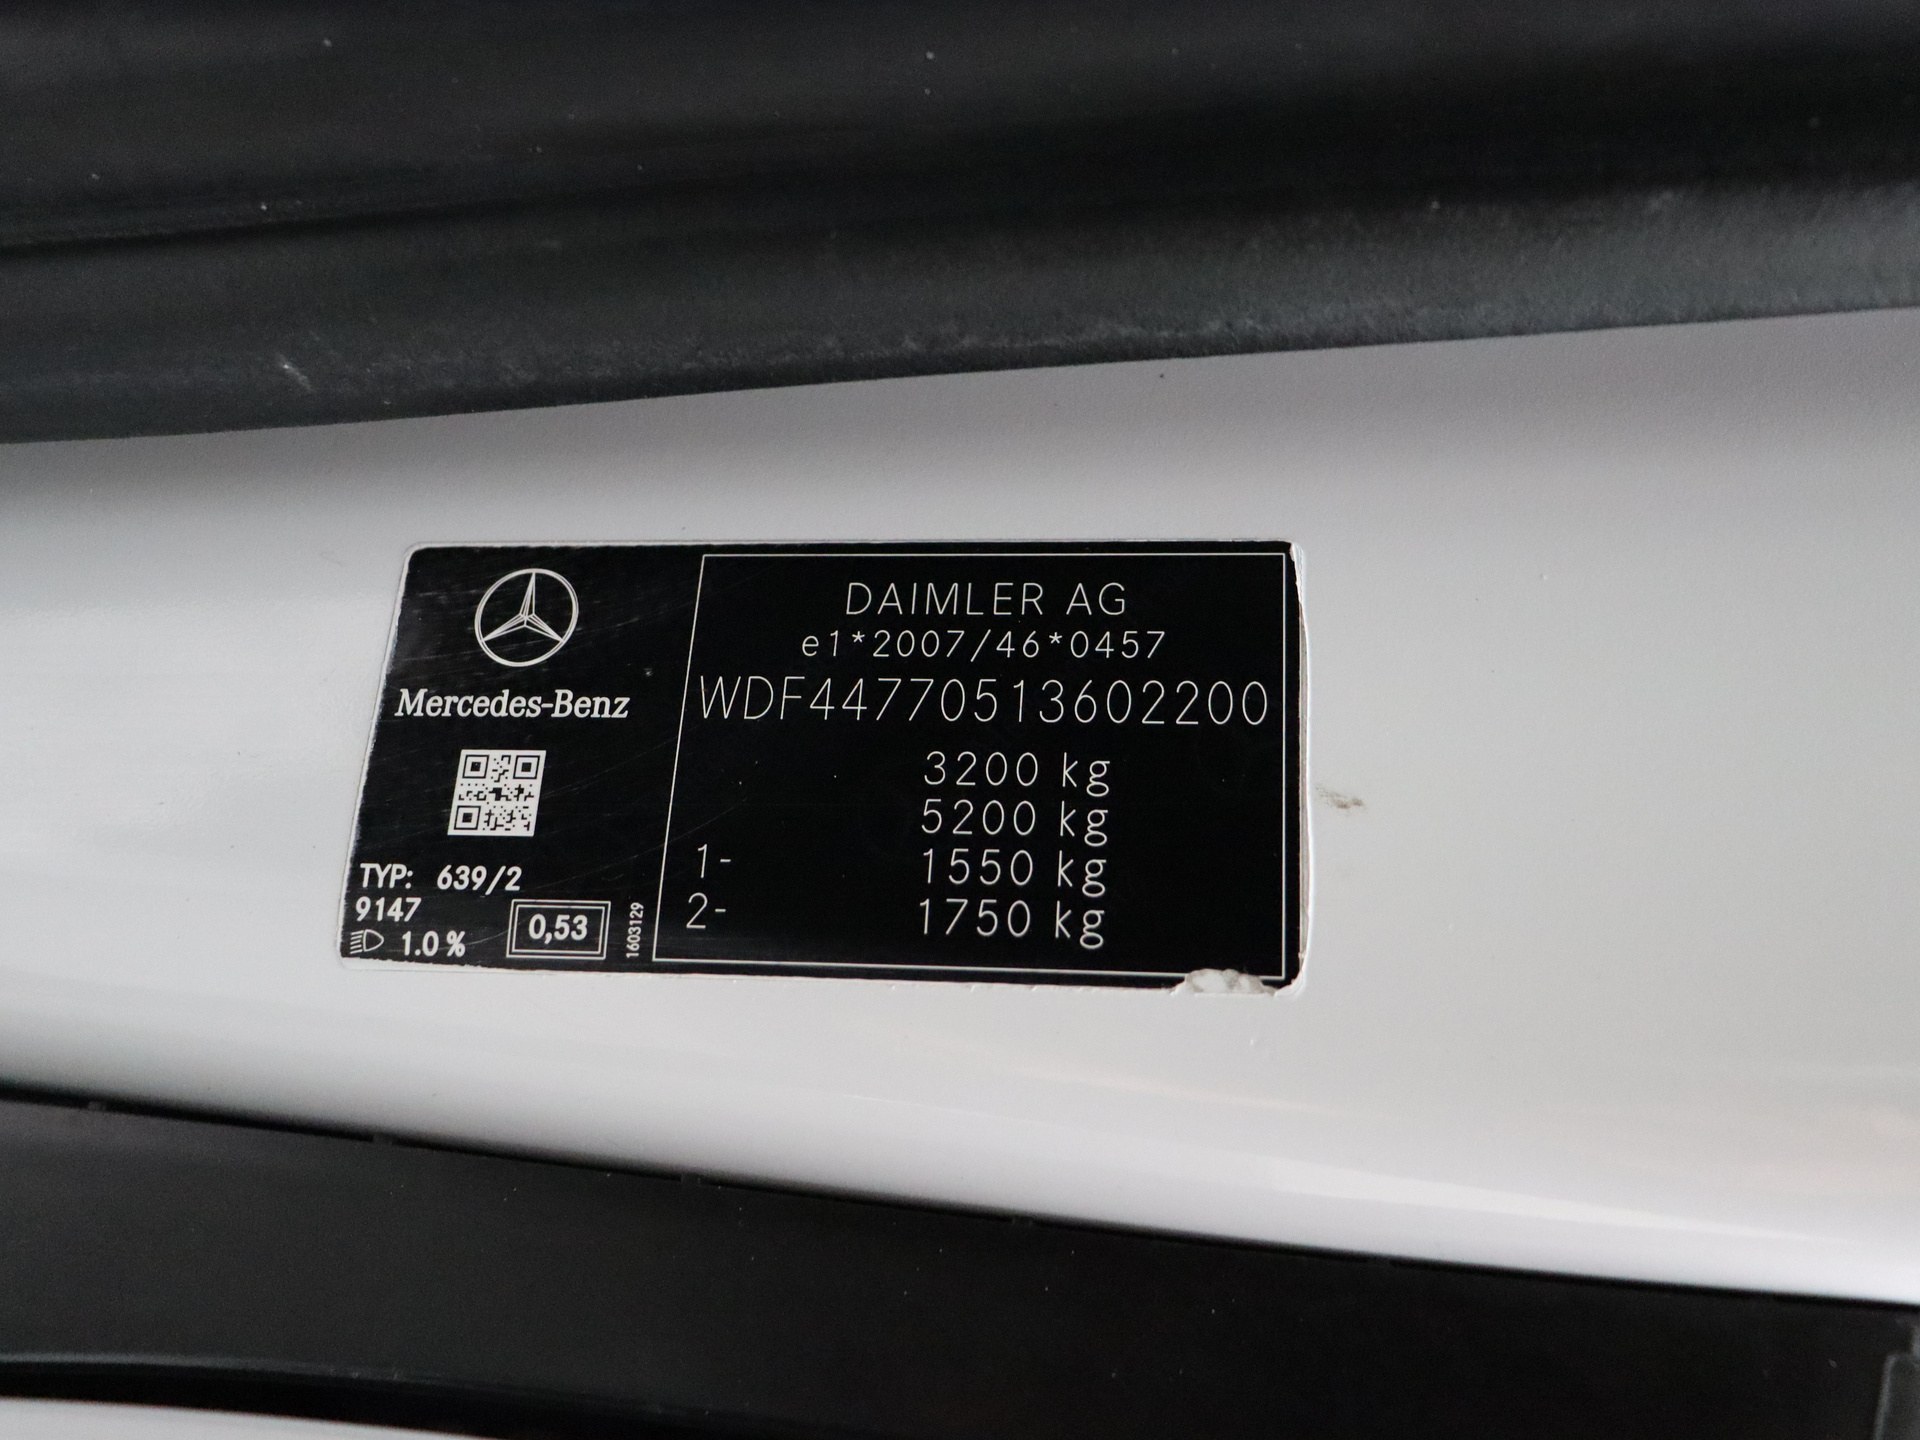 Mercedes-Benz
TYP: 639/2
9147
1.0 %
0,53
1603129
DAIMLER AG
e1*2007/46*0457
WDF44770513602200
3200 kg
5200 kg
1- 1550 kg
2- 1750 kg